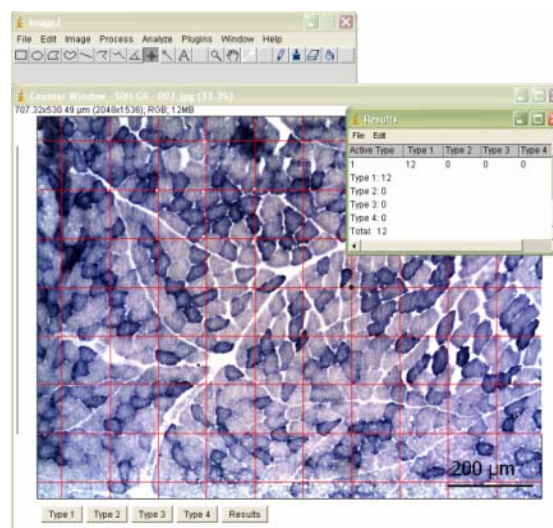 ImageJ
File Edit Image Process Analyze Plugins Window Help
Counter Window - SDH GII - 007.jpg (33.3%)
707.32x530.49 µm (2048x1536); RGB; 12MB
Results
File Edit
Active Type Type 1 Type 2 Type 3 Type 4
1 12 0 0 0
Type 1: 12
Type 2: 0
Type 3: 0
Type 4: 0
Total: 12
200 µm
Type 1 Type 2 Type 3 Type 4 Results